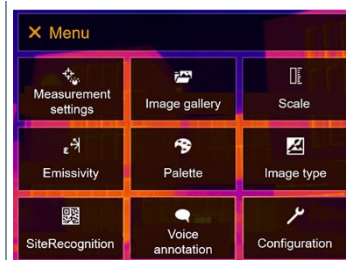 × Menu
Measurement
settings
Image gallery
Scale
ε
Emissivity
Palette
Image type
SiteRecognition
Voice
annotation
Configuration